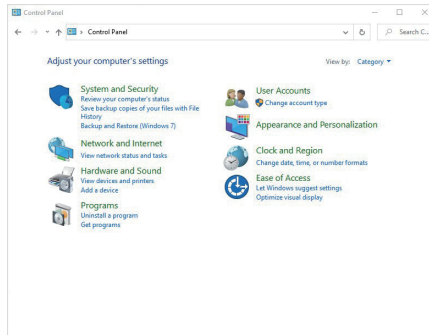 Control Panel
Control Panel
Search C...
Adjust your computer's settings
View by: Category
System and Security
Review your computer's status
Save backup copies of your files with File
History
Backup and Restore (Windows 7)
Network and Internet
View network status and tasks
Hardware and Sound
View devices and printers
Add a device
Programs
Uninstall a program
Get programs
User Accounts
Change account type
Appearance and Personalization
Clock and Region
Change date, time, or number formats
Ease of Access
Let Windows suggest settings
Optimize visual display